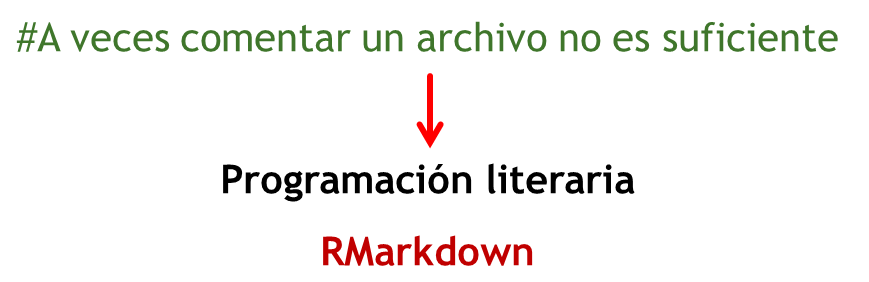 #A veces comentar un archivo no es suficiente
Programación literaria
RMarkdown